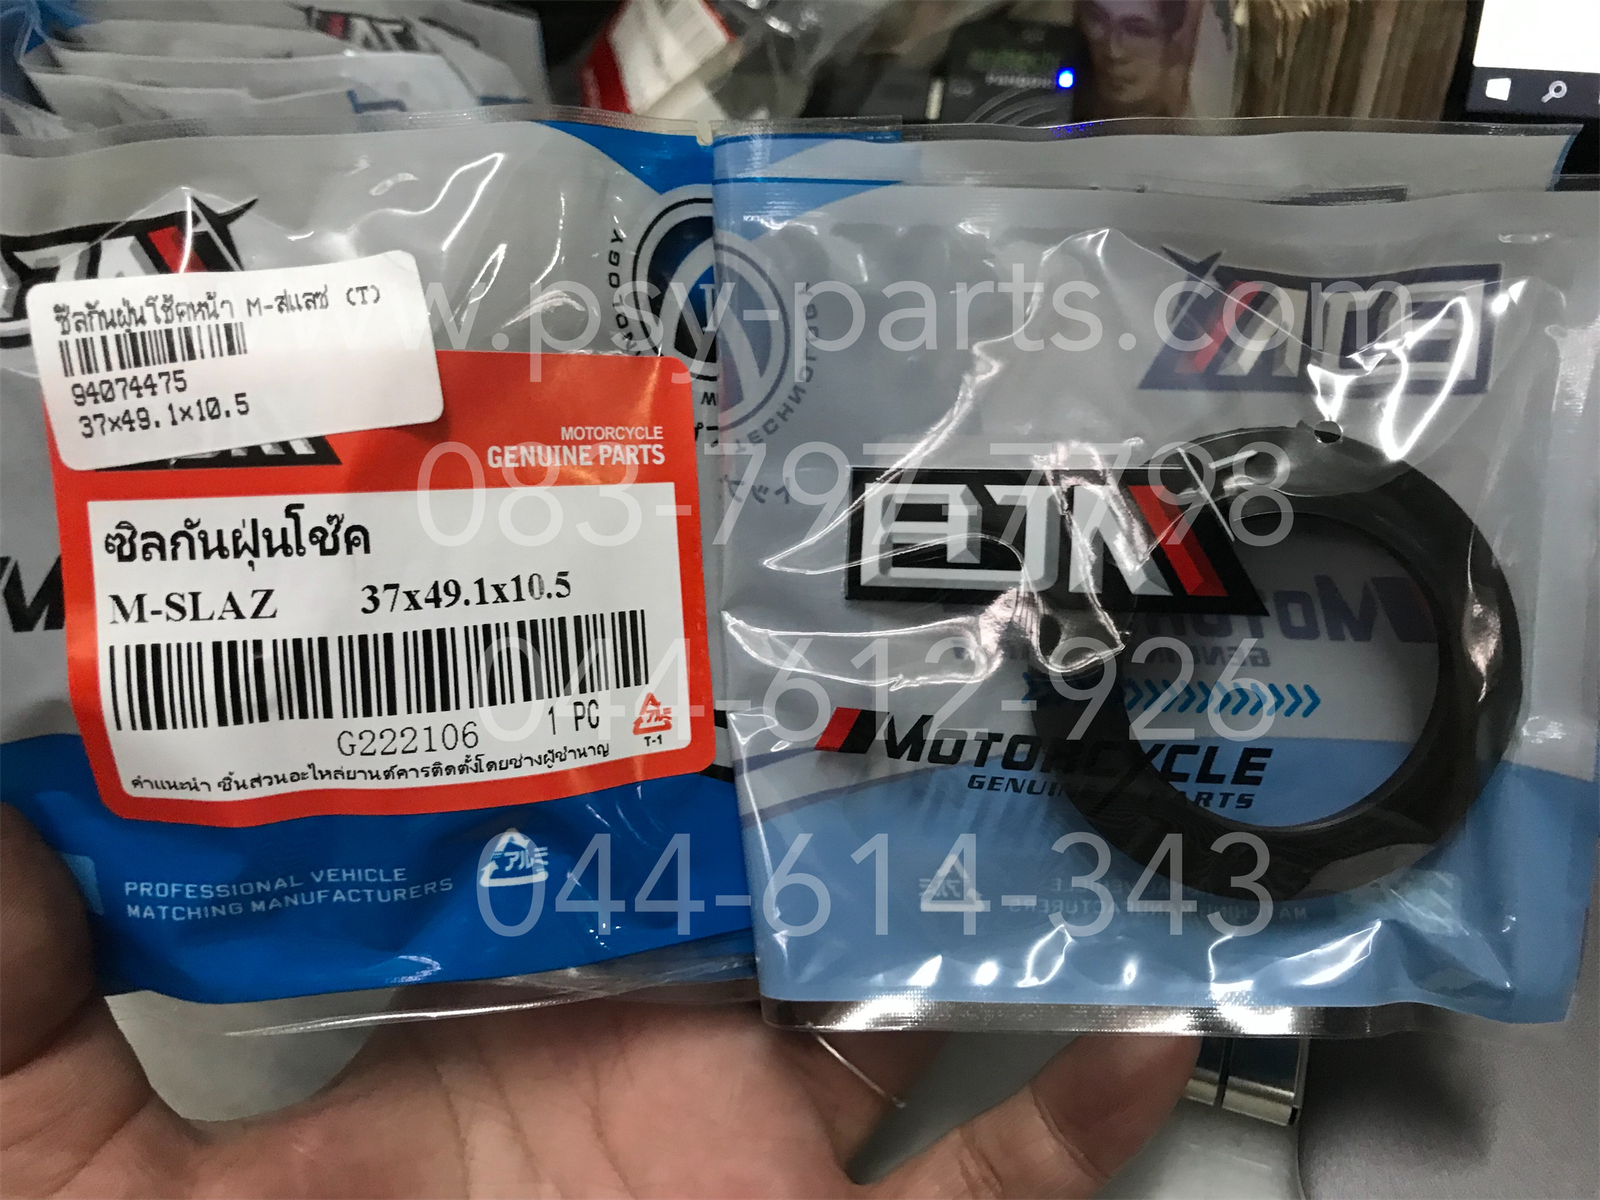 ซีลกันฝุ่นโช้คหน้า M-สแลซ (T)
94074475
37x49.1x10.5
MOTORCYCLE
GENUINE PARTS
ซิลกันฝุ่นโช๊ค
M-SLAZ 37x49.1x10.5
G222106 1 PC
T-1
คำแนะนำ ชิ้นส่วนอะไหล่ยานต์ควรติดตั้งโดยช่างผู้ชำนาญ
PROFESSIONAL VEHICLE
MATCHING MANUFACTURERS
アルミ
MOTORCYCLE
GENUINE PARTS
TECHNOLOGY
w.psy-parts.com
083-797-7798
044-612-926
044-614-343